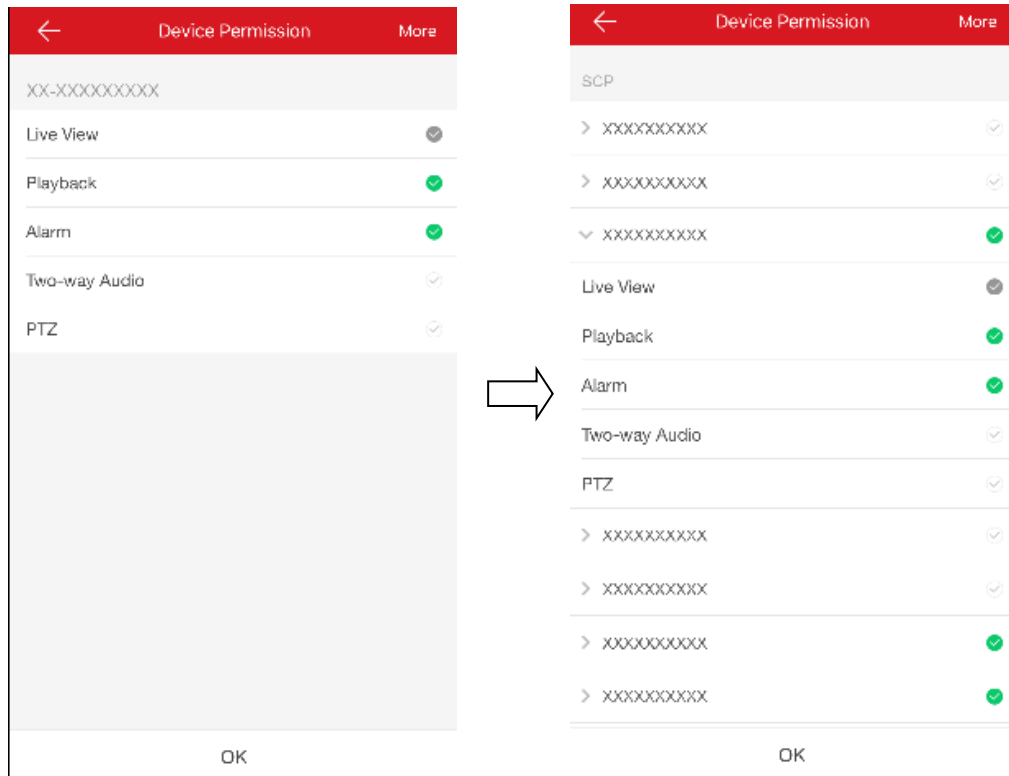 Device Permission More
XX-XXXXXXXXX
Live View
Playback
Alarm
Two-way Audio
PTZ
OK
Device Permission More
SCP
XXXXXXXXXX
XXXXXXXXXX
XXXXXXXXXX
Live View
Playback
Alarm
Two-way Audio
PTZ
XXXXXXXXXX
XXXXXXXXXX
XXXXXXXXXX
XXXXXXXXXX
OK